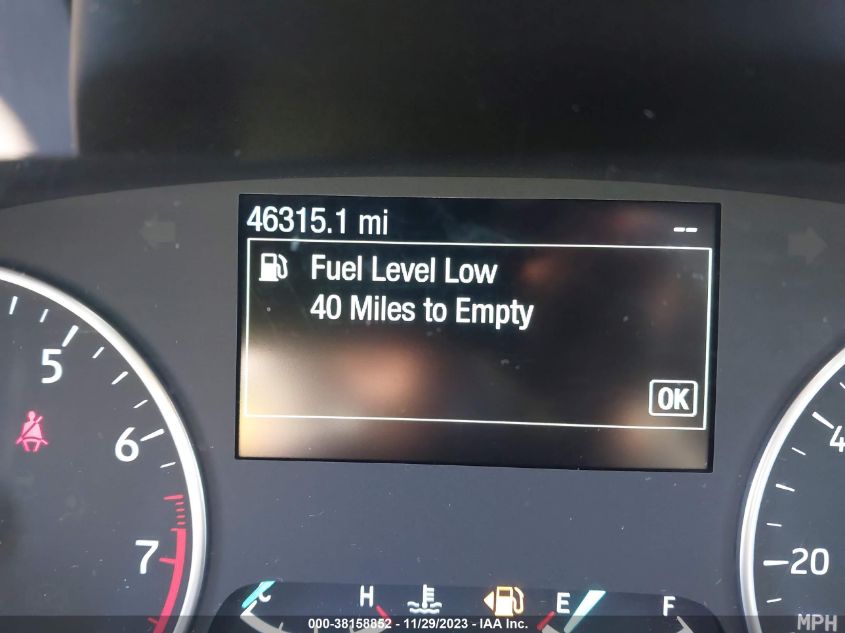 46315.1 mi --
Fuel Level Low
40 Miles to Empty
OK
5
6
7
4
20
MPH
C H E F
000-38158852 - 11/29/2023 - IAA Inc.